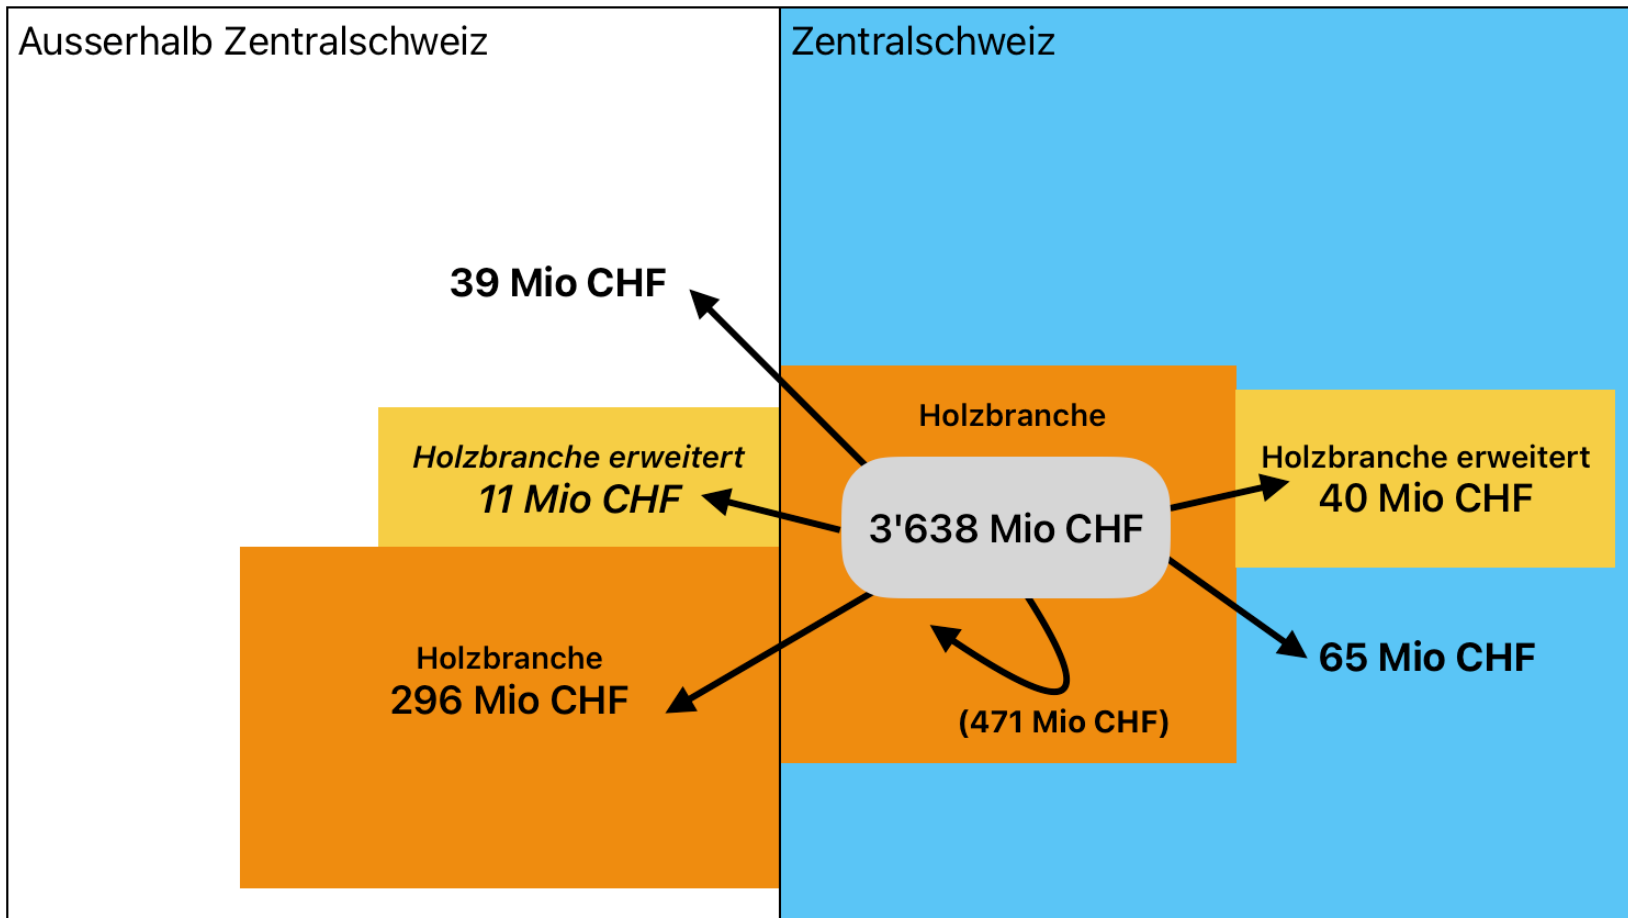 Ausserhalb Zentralschweiz
Zentralschweiz
39 Mio CHF
Holzbranche
Holzbranche erweitert
11 Mio CHF
3'638 Mio CHF
Holzbranche erweitert
40 Mio CHF
Holzbranche
296 Mio CHF
65 Mio CHF
(471 Mio CHF)